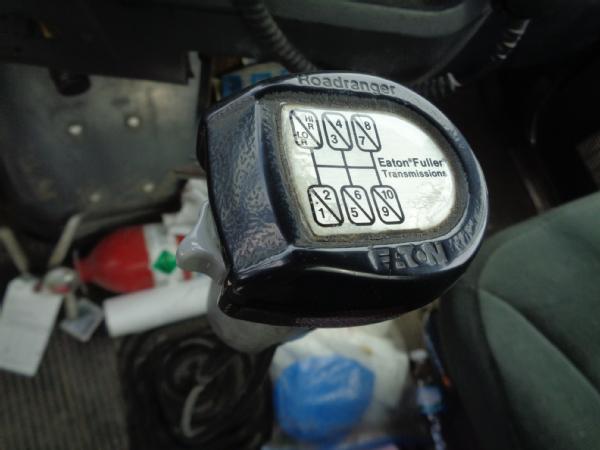 Roadranger
HI R 4 8
LO R 3 7
Eaton®Fuller
Transmissions
2 6 10
1 5 9
EATON